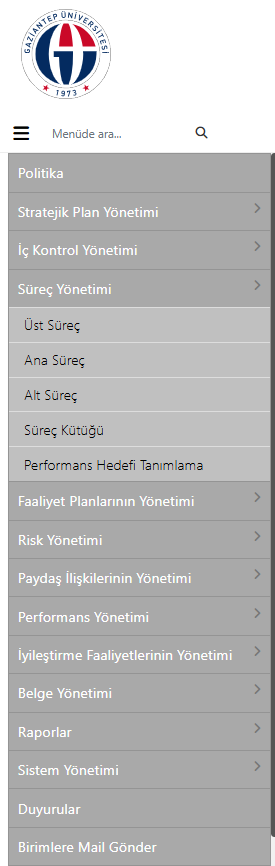 GAZİANTEP ÜNİVERSİTESİ
1973
Menüde ara...
Politika
Stratejik Plan Yönetimi
İç Kontrol Yönetimi
Süreç Yönetimi
Üst Süreç
Ana Süreç
Alt Süreç
Süreç Kütüğü
Performans Hedefi Tanımlama
Faaliyet Planlarının Yönetimi
Risk Yönetimi
Paydaş İlişkilerinin Yönetimi
Performans Yönetimi
İyileştirme Faaliyetlerinin Yönetimi
Belge Yönetimi
Raporlar
Sistem Yönetimi
Duyurular
Birimlere Mail Gönder